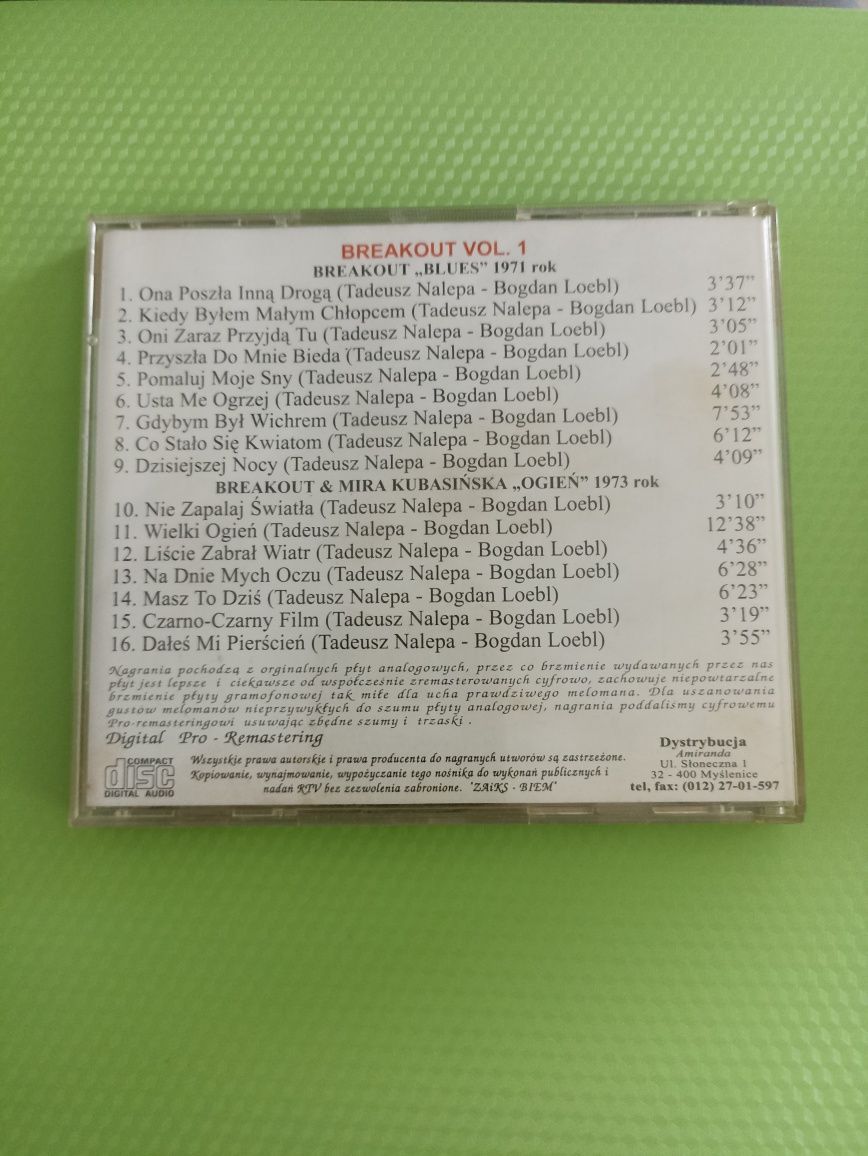 BREAKOUT VOL. 1
BREAKOUT „BLUES” 1971 rok
1. Ona Poszła Inną Drogą (Tadeusz Nalepa - Bogdan Loebl) 3’37”
2. Kiedy Byłem Małym Chłopcem (Tadeusz Nalepa - Bogdan Loebl) 3’12”
3. Oni Zaraz Przyjdą Tu (Tadeusz Nalepa - Bogdan Loebl) 3’05”
4. Przyszła Do Mnie Bieda (Tadeusz Nalepa - Bogdan Loebl) 2’01”
5. Pomaluj Moje Sny (Tadeusz Nalepa - Bogdan Loebl) 2’48”
6. Usta Me Ogrzej (Tadeusz Nalepa - Bogdan Loebl) 4’08”
7. Gdybym Był Wichrem (Tadeusz Nalepa - Bogdan Loebl) 7’53”
8. Co Stało Się Kwiatom (Tadeusz Nalepa - Bogdan Loebl) 6’12”
9. Dzisiejszej Nocy (Tadeusz Nalepa - Bogdan Loebl) 4’09”
BREAKOUT & MIRA KUBASIŃSKA „OGIEŃ” 1973 rok
10. Nie Zapalaj Światła (Tadeusz Nalepa - Bogdan Loebl) 3’10”
11. Wielki Ogień (Tadeusz Nalepa - Bogdan Loebl) 12’38”
12. Liście Zabrał Wiatr (Tadeusz Nalepa - Bogdan Loebl) 4’36”
13. Na Dnie Mych Oczu (Tadeusz Nalepa - Bogdan Loebl) 6’28”
14. Masz To Dziś (Tadeusz Nalepa - Bogdan Loebl) 6’23”
15. Czarno-Czarny Film (Tadeusz Nalepa - Bogdan Loebl) 3’19”
16. Dałeś Mi Pierścień (Tadeusz Nalepa - Bogdan Loebl) 3’55”
Nagrania pochodzą z orginalnych płyt analogowych, przez co brzmienie wydawanych przez nas
płyt jest lepsze i ciekawsze od współcześnie zremasterowanych cyfrowo, zachowuje niepowtarzalne
brzmienie płyty gramofonowej tak miłe dla ucha prawdziwego melomana. Dla uszanowania
gustów melomanów nieprzywykłych do szumu płyty analogowej, nagrania poddaliśmy cyfrowemu
Pro-remasteringowi usuwając zbędne szumy i trzaski .
Digital Pro - Remastering
COMPACT
disc
DIGITAL AUDIO
Wszystkie prawa autorskie i prawa producenta do nagranych utworów są zastrzeżone.
Kopiowanie, wynajmowanie, wypożyczanie tego nośnika do wykonań publicznych i
nadań RTV bez zezwolenia zabronione. "ZAiKS - BIEM"
Dystrybucja
Amiranda
Ul. Słoneczna 1
32 - 400 Myślenice
tel, fax: (012) 27-01-597